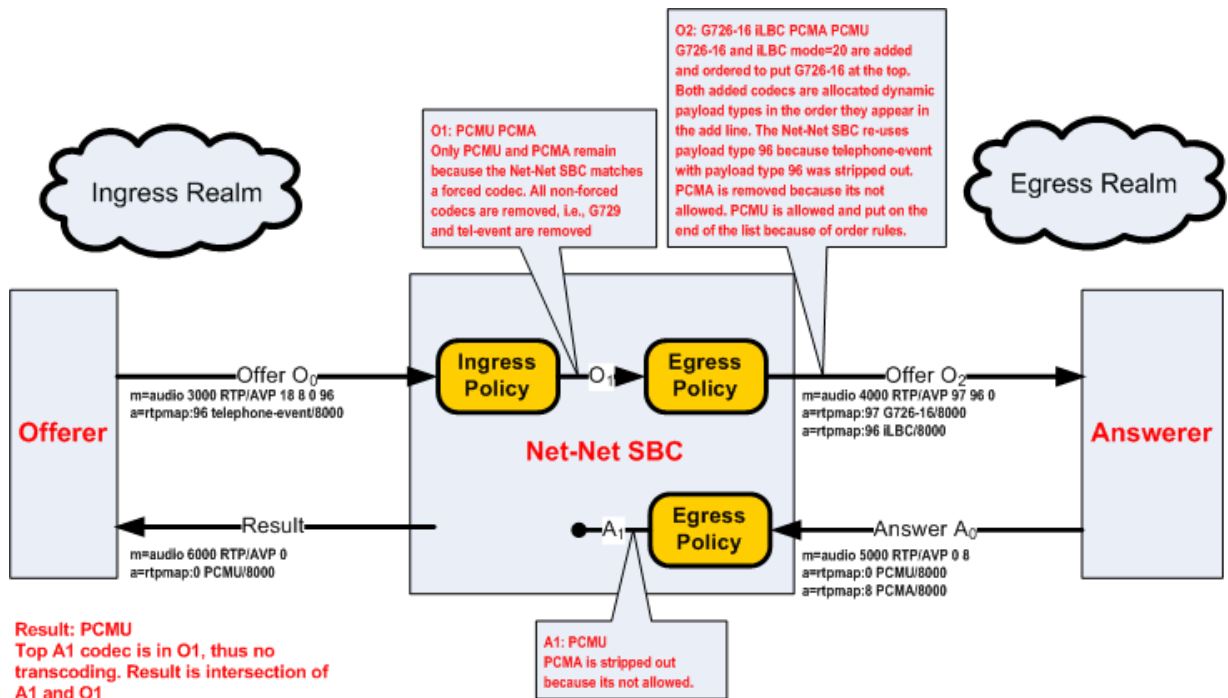 O2: G726-16 iLBC PCMA PCMU
G726-16 and iLBC mode=20 are added
and ordered to put G726-16 at the top.
Both added codecs are allocated dynamic
payload types in the order they appear in
the add line. The Net-Net SBC re-uses
payload type 96 because telephone-event
with payload type 96 was stripped out.
PCMA is removed because its not
allowed. PCMU is allowed and put on the
end of the list because of order rules.
O1: PCMU PCMA
Only PCMU and PCMA remain
because the Net-Net SBC matches
a forced codec. All non-forced
codecs are removed, i.e., G729
and tel-event are removed
Ingress Realm
Egress Realm
Offerer
Offer O0
m=audio 3000 RTP/AVP 18 8 0 96
a=rtpmap:96 telephone-event/8000
Ingress
Policy
O1
Egress
Policy
Net-Net SBC
Offer O2
m=audio 4000 RTP/AVP 97 96 0
a=rtpmap:97 G726-16/8000
a=rtpmap:96 iLBC/8000
Answerer
Result
m=audio 6000 RTP/AVP 0
a=rtpmap:0 PCMU/8000
A1
Egress
Policy
Answer A0
m=audio 5000 RTP/AVP 0 8
a=rtpmap:0 PCMU/8000
a=rtpmap:8 PCMA/8000
Result: PCMU
Top A1 codec is in O1, thus no
transcoding. Result is intersection of
A1 and O1
A1: PCMU
PCMA is stripped out
because its not allowed.